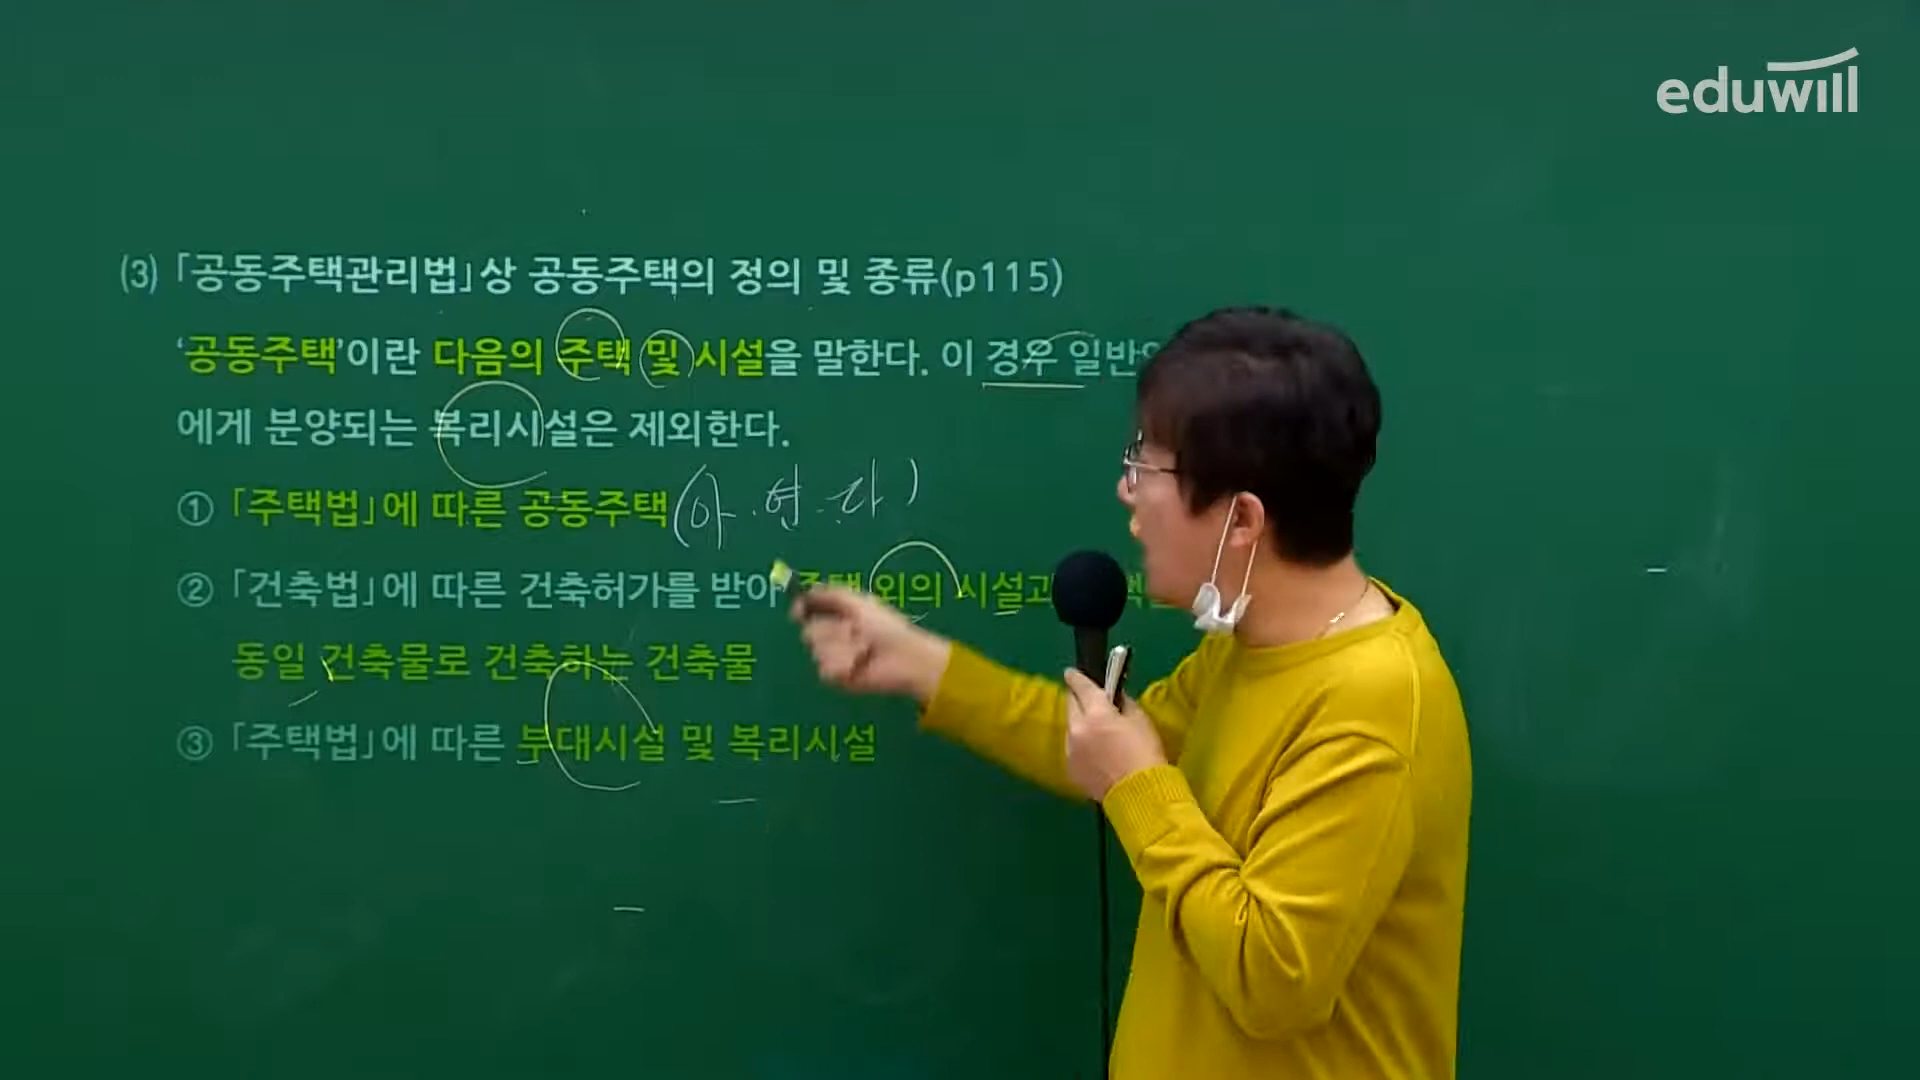 eduwill
(3) 「공동주택관리법」상 공동주택의 정의 및 종류(p115)
‘공동주택’이란 다음의 주택 및 시설을 말한다. 이 경우 일반
에게 분양되는 복리시설은 제외한다.
① 「주택법」에 따른 공동주택 (아·연·다)
② 「건축법」에 따른 건축허가를 받아 주택 외의 시설과
동일 건축물로 건축하는 건축물
③ 「주택법」에 따른 부대시설 및 복리시설